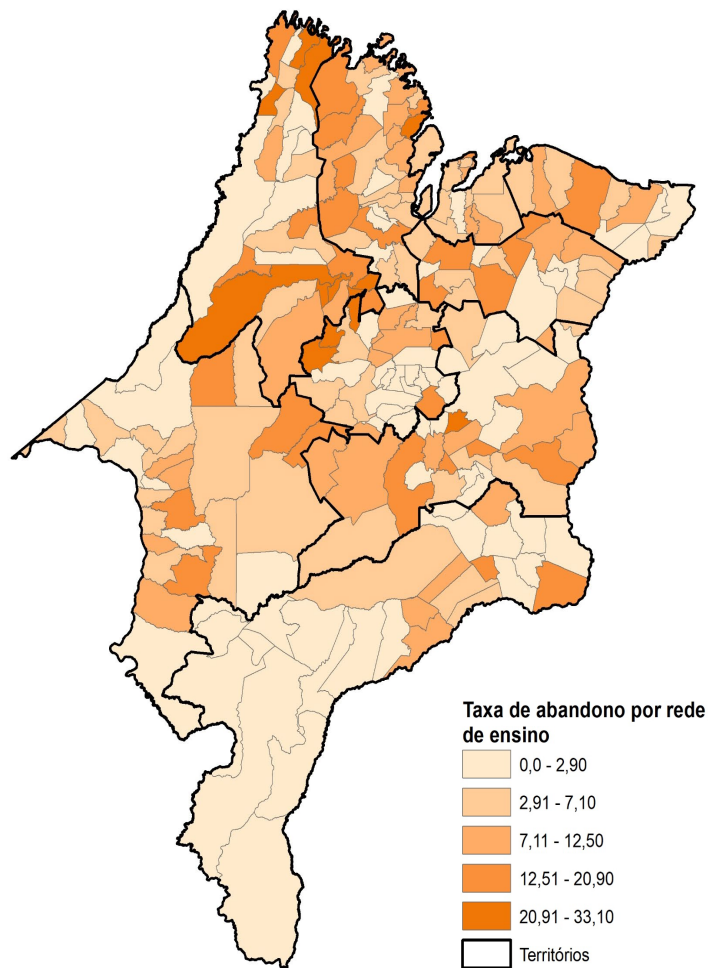 Taxa de abandono por rede
de ensino
0,0 - 2,90
2,91 - 7,10
7,11 - 12,50
12,51 - 20,90
20,91 - 33,10
Territórios